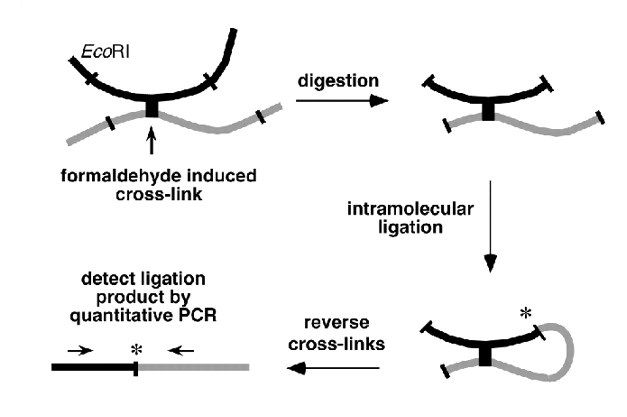 EcoRI
digestion
formaldehyde induced
cross-link
intramolecular
ligation
detect ligation
product by
quantitative PCR
*
reverse
cross-links
*